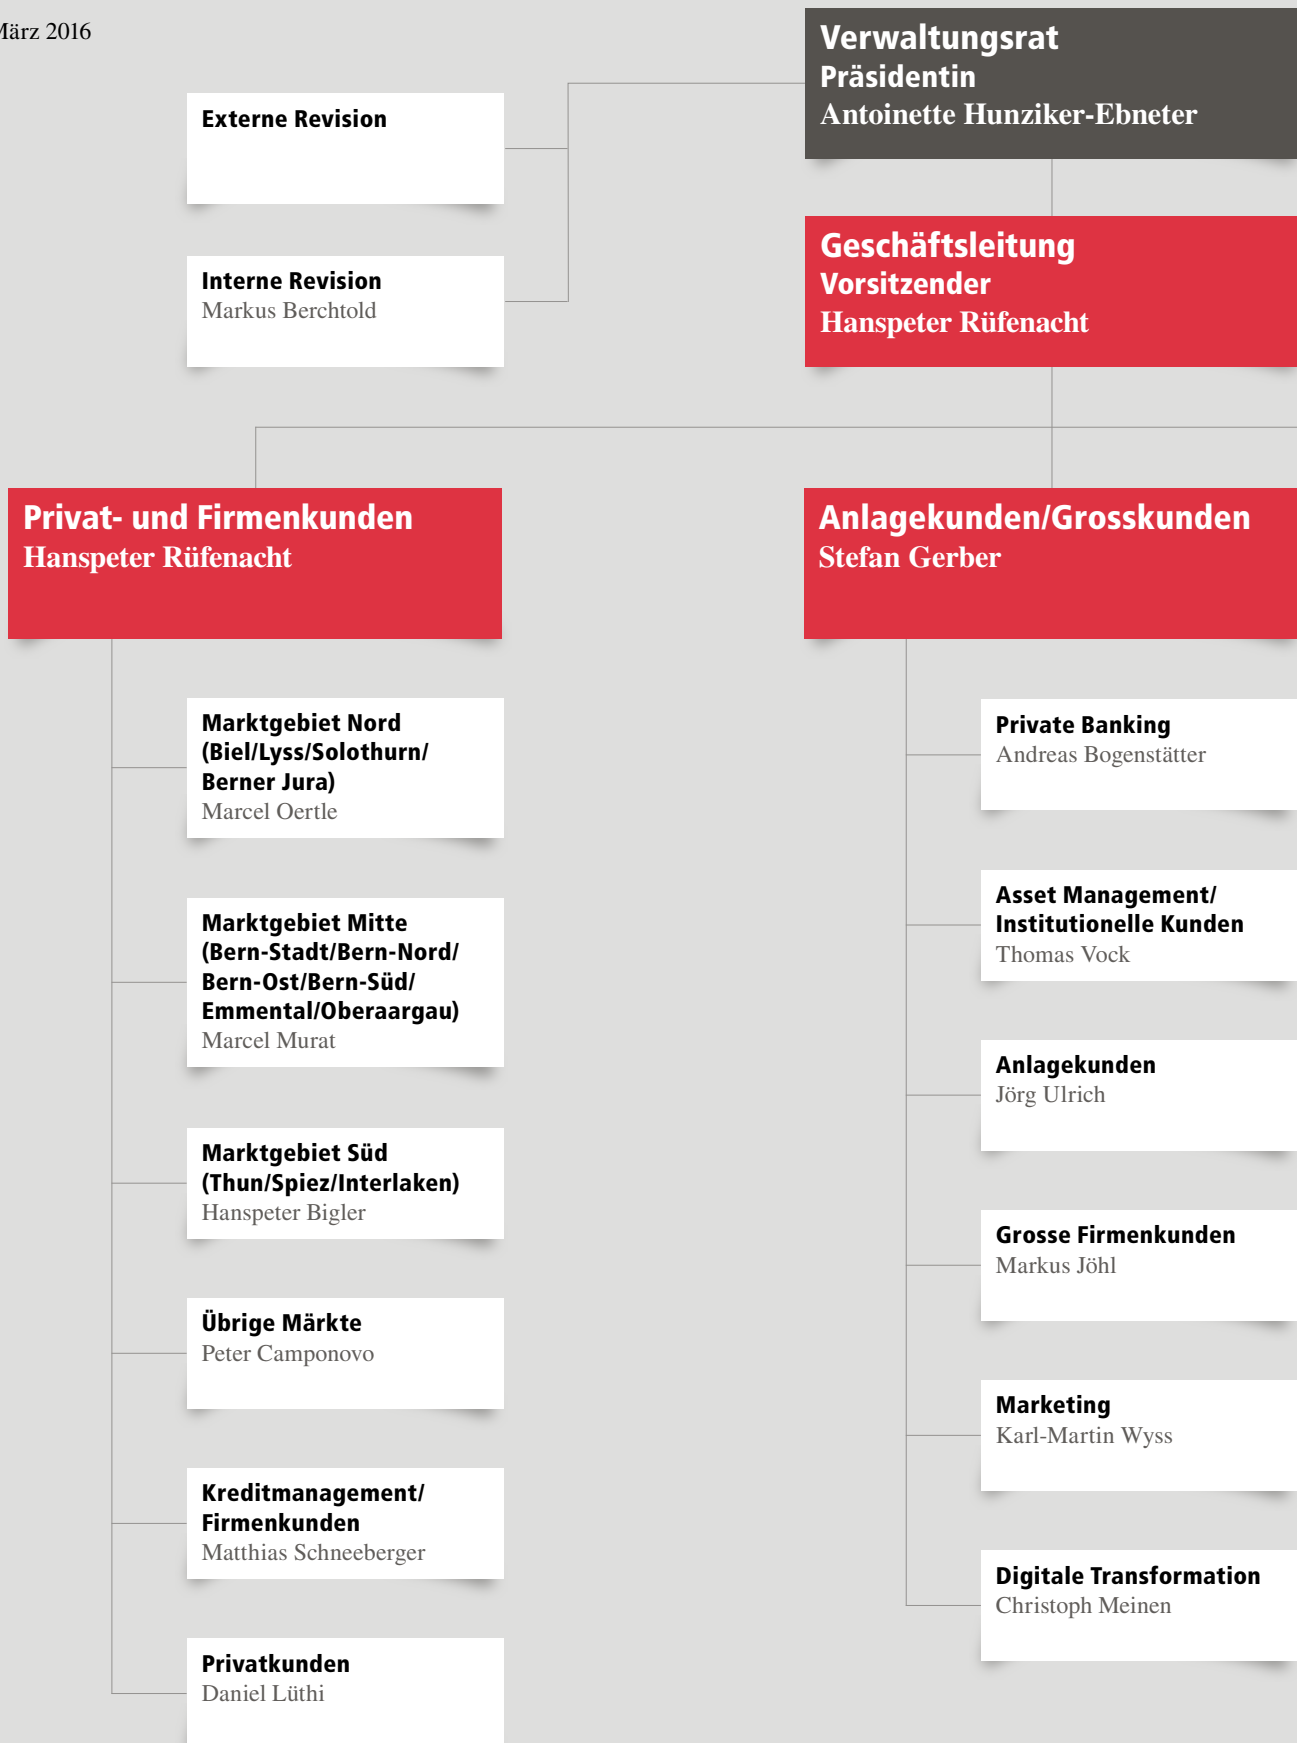 März 2016
Verwaltungsrat
Präsidentin
Antoinette Hunziker-Ebneter
Externe Revision
Interne Revision
Markus Berchtold
Geschäftsleitung
Vorsitzender
Hanspeter Rüfenacht
Privat- und Firmenkunden
Hanspeter Rüfenacht
Marktgebiet Nord
(Biel/Lyss/Solothurn/
Berner Jura)
Marcel Oertle
Marktgebiet Mitte
(Bern-Stadt/Bern-Nord/
Bern-Ost/Bern-Süd/
Emmental/Oberaargau)
Marcel Murat
Marktgebiet Süd
(Thun/Spiez/Interlaken)
Hanspeter Bigler
Übrige Märkte
Peter Camponovo
Kreditmanagement/
Firmenkunden
Matthias Schneeberger
Privatkunden
Daniel Lüthi
Anlagekunden/Grosskunden
Stefan Gerber
Private Banking
Andreas Bogenstätter
Asset Management/
Institutionelle Kunden
Thomas Vock
Anlagekunden
Jörg Ulrich
Grosse Firmenkunden
Markus Jöhl
Marketing
Karl-Martin Wyss
Digitale Transformation
Christoph Meinen